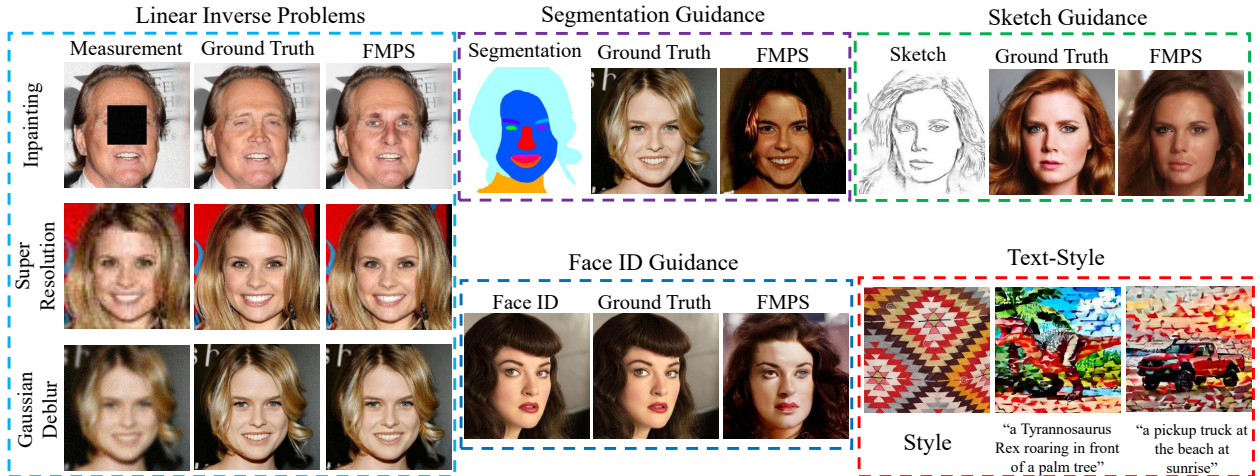 Linear Inverse Problems
Measurement Ground Truth FMPS
Inpainting
Super
Resolution
Gaussian
Deblur
Segmentation Guidance
Segmentation Ground Truth FMPS
Sketch Guidance
Sketch Ground Truth FMPS
Face ID Guidance
Face ID Ground Truth FMPS
Text-Style
Style
“a Tyrannosaurus
Rex roaring in front
of a palm tree”
“a pickup truck at
the beach at
sunrise”